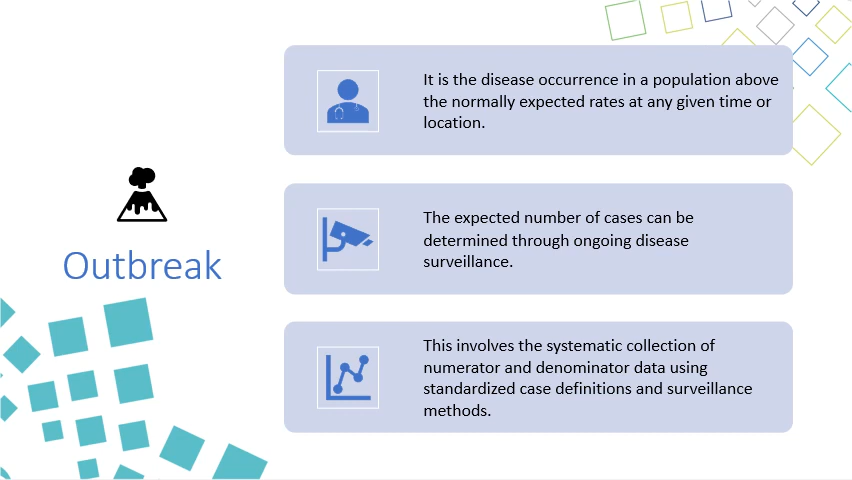 Outbreak
It is the disease occurrence in a population above
the normally expected rates at any given time or
location.
The expected number of cases can be
determined through ongoing disease
surveillance.
This involves the systematic collection of
numerator and denominator data using
standardized case definitions and surveillance
methods.